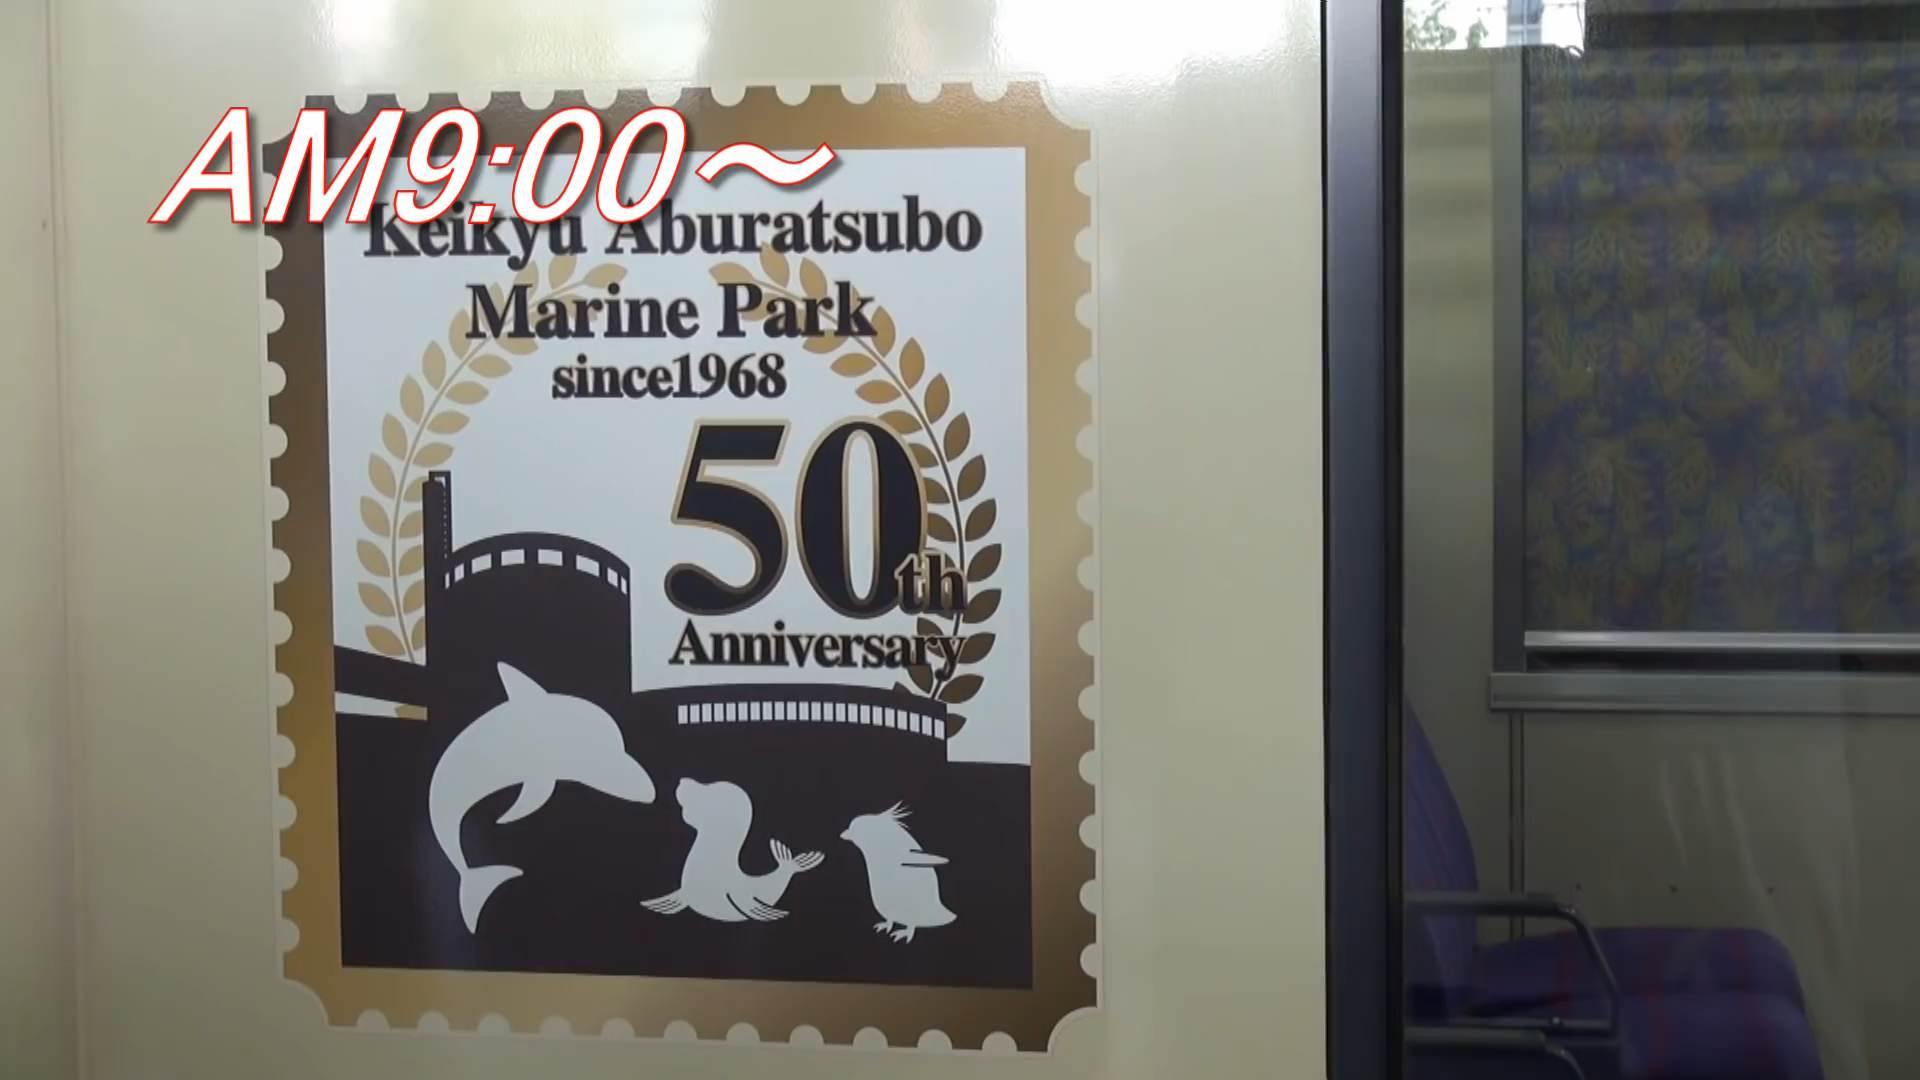 AM9:00～
Keikyu Aburatsubo
Marine Park
since1968
50th
Anniversary